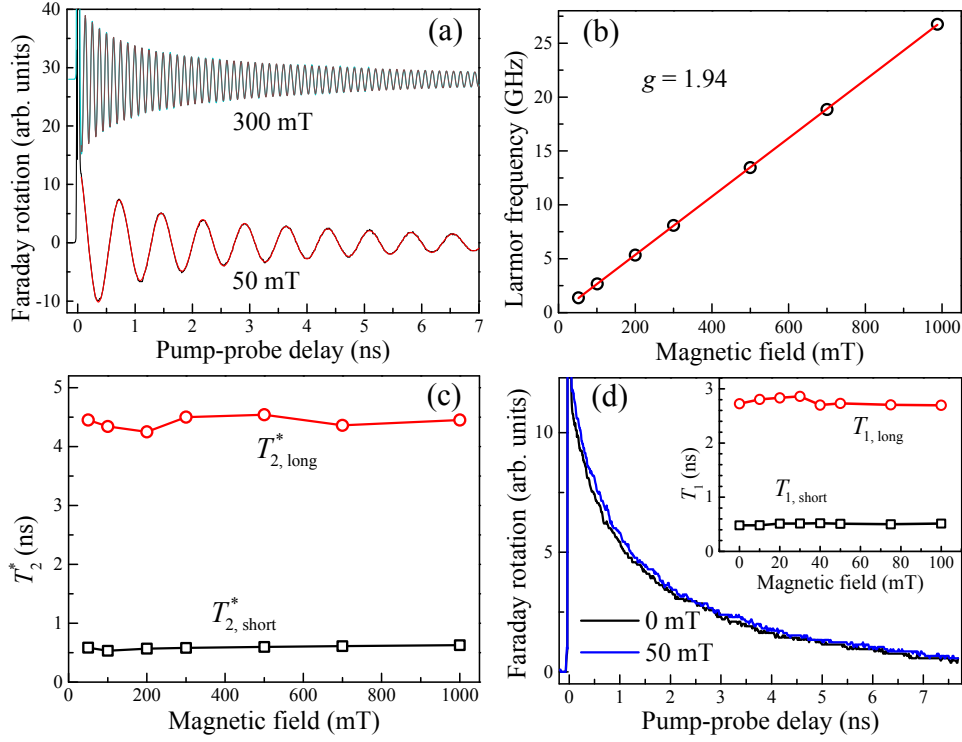 (a)
40
30
20
10
0
-10
Faraday rotation (arb. units)
300 mT
50 mT
0 1 2 3 4 5 6 7
Pump-probe delay (ns)
(b)
25
20
15
10
5
0
Larmor frequency (GHz)
g = 1.94
0 200 400 600 800 1000
Magnetic field (mT)
(c)
5
4
3
2
1
0
T*2 (ns)
T*2, long
T*2, short
0 200 400 600 800 1000
Magnetic field (mT)
(d)
10
5
0
Faraday rotation (arb. units)
3
2
1
0
T1 (ns)
T1, long
T1, short
0 20 40 60 80 100
Magnetic field (mT)
0 mT
50 mT
0 1 2 3 4 5 6 7
Pump-probe delay (ns)